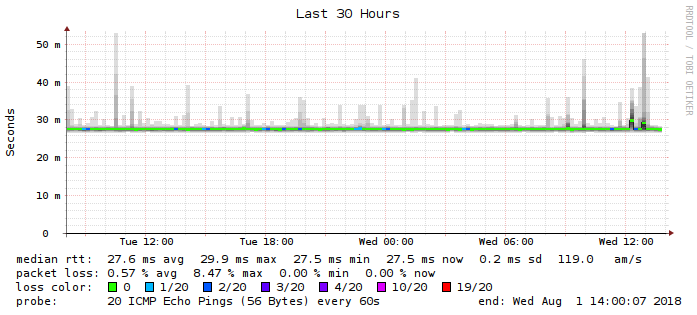 Last 30 Hours
RRDTOOL / TOBI OETIKER
Seconds
50 m
40 m
30 m
20 m
10 m
0
Tue 12:00 Tue 18:00 Wed 00:00 Wed 06:00 Wed 12:00
median rtt: 27.6 ms avg 29.9 ms max 27.5 ms min 27.5 ms now 0.2 ms sd 119.0 am/s
packet loss: 0.57 % avg 8.47 % max 0.00 % min 0.00 % now
loss color: 0 1/20 2/20 3/20 4/20 10/20 19/20
probe: 20 ICMP Echo Pings (56 Bytes) every 60s end: Wed Aug 1 14:00:07 2018